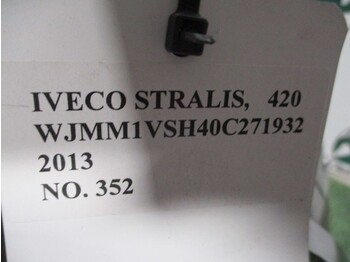 IVECO STRALIS, 420
WJMM1VSH40C271932
2013
NO. 352